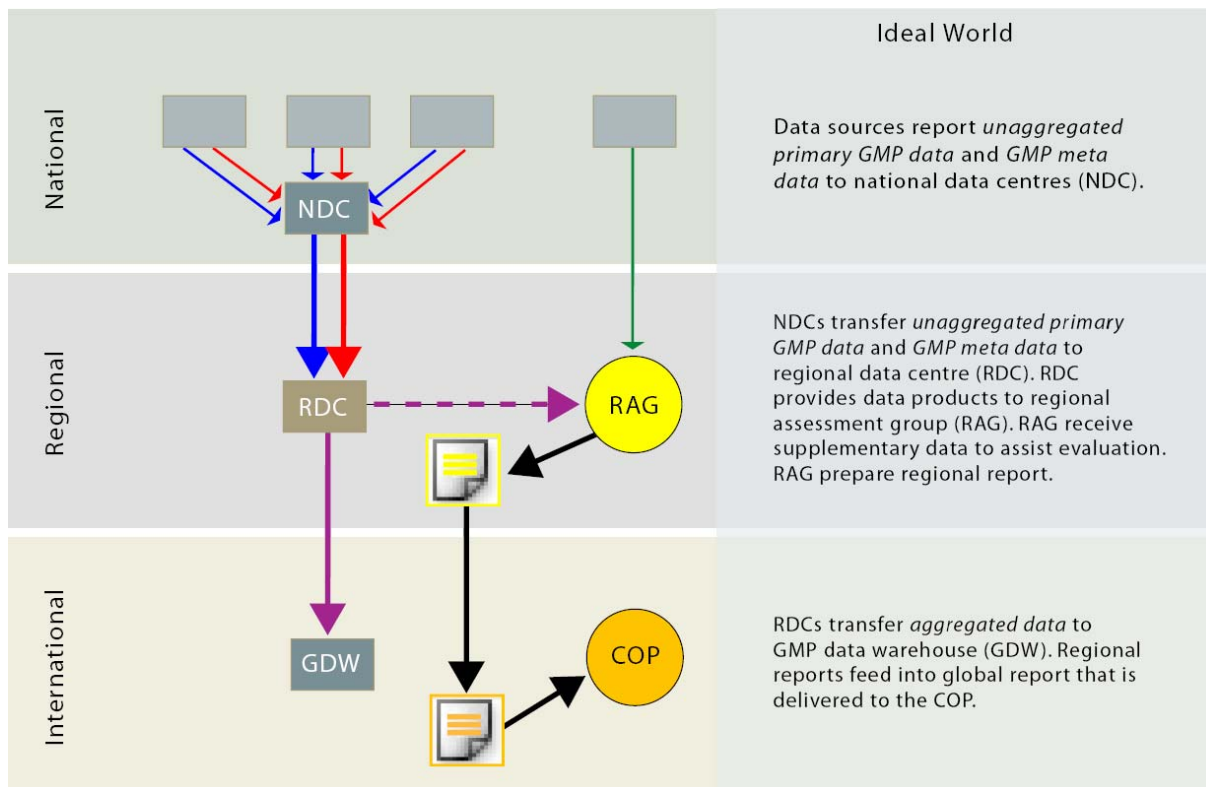 Ideal World
National
NDC
Data sources report unaggregated
primary GMP data and GMP meta
data to national data centres (NDC).
Regional
RDC
RAG
NDCs transfer unaggregated primary
GMP data and GMP meta data to
regional data centre (RDC). RDC
provides data products to regional
assessment group (RAG). RAG receive
supplementary data to assist evaluation.
RAG prepare regional report.
International
GDW
COP
RDCs transfer aggregated data to
GMP data warehouse (GDW). Regional
reports feed into global report that is
delivered to the COP.